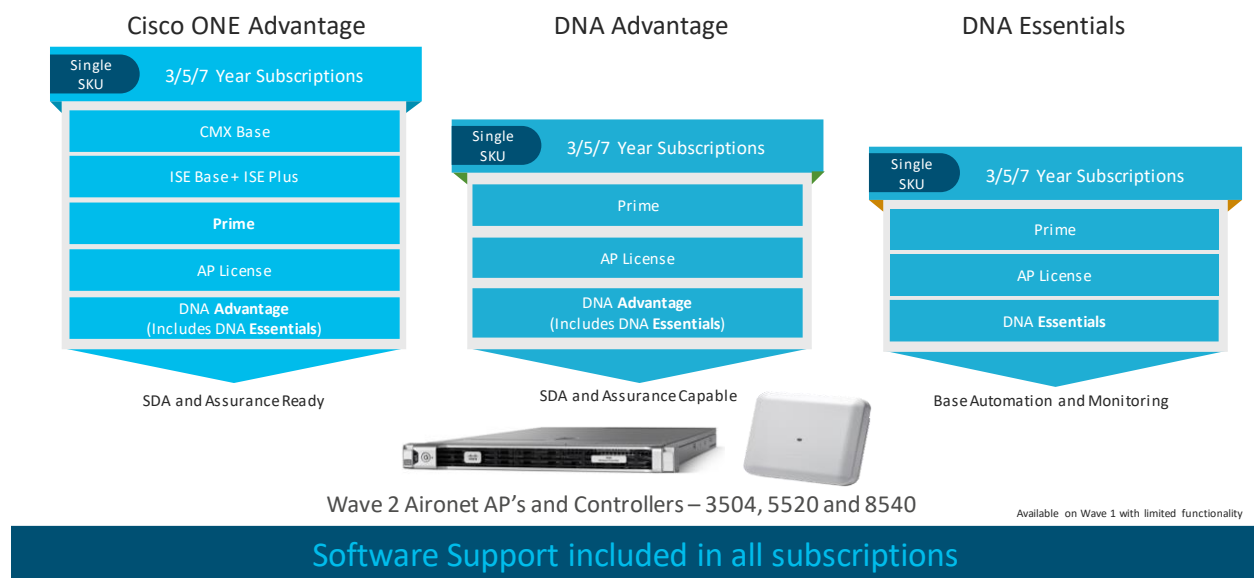 Cisco ONE Advantage
Single
SKU
3/5/7 Year Subscriptions
CMX Base
ISE Base + ISE Plus
Prime
AP License
DNA Advantage
(Includes DNA Essentials)
SDA and Assurance Ready
DNA Advantage
Single
SKU
3/5/7 Year Subscriptions
Prime
AP License
DNA Advantage
(Includes DNA Essentials)
SDA and Assurance Capable
DNA Essentials
Single
SKU
3/5/7 Year Subscriptions
Prime
AP License
DNA Essentials
Base Automation and Monitoring
Wave 2 Aironet AP's and Controllers – 3504, 5520 and 8540
Available on Wave 1 with limited functionality
Software Support included in all subscriptions